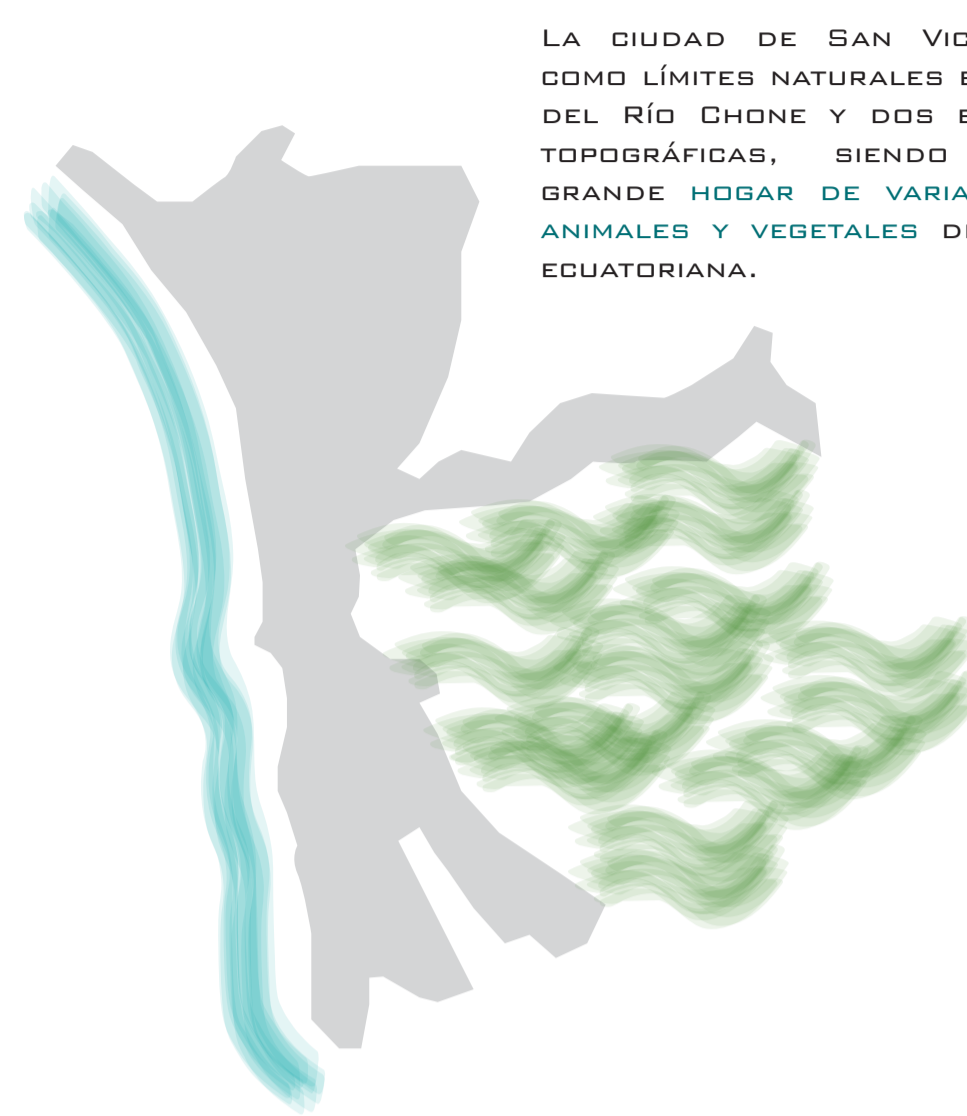 La ciudad de San Vic
como límites naturales e
del Río Chone y dos e
topográficas, siendo
grande hogar de varia
animales y vegetales de
ecuatoriana.